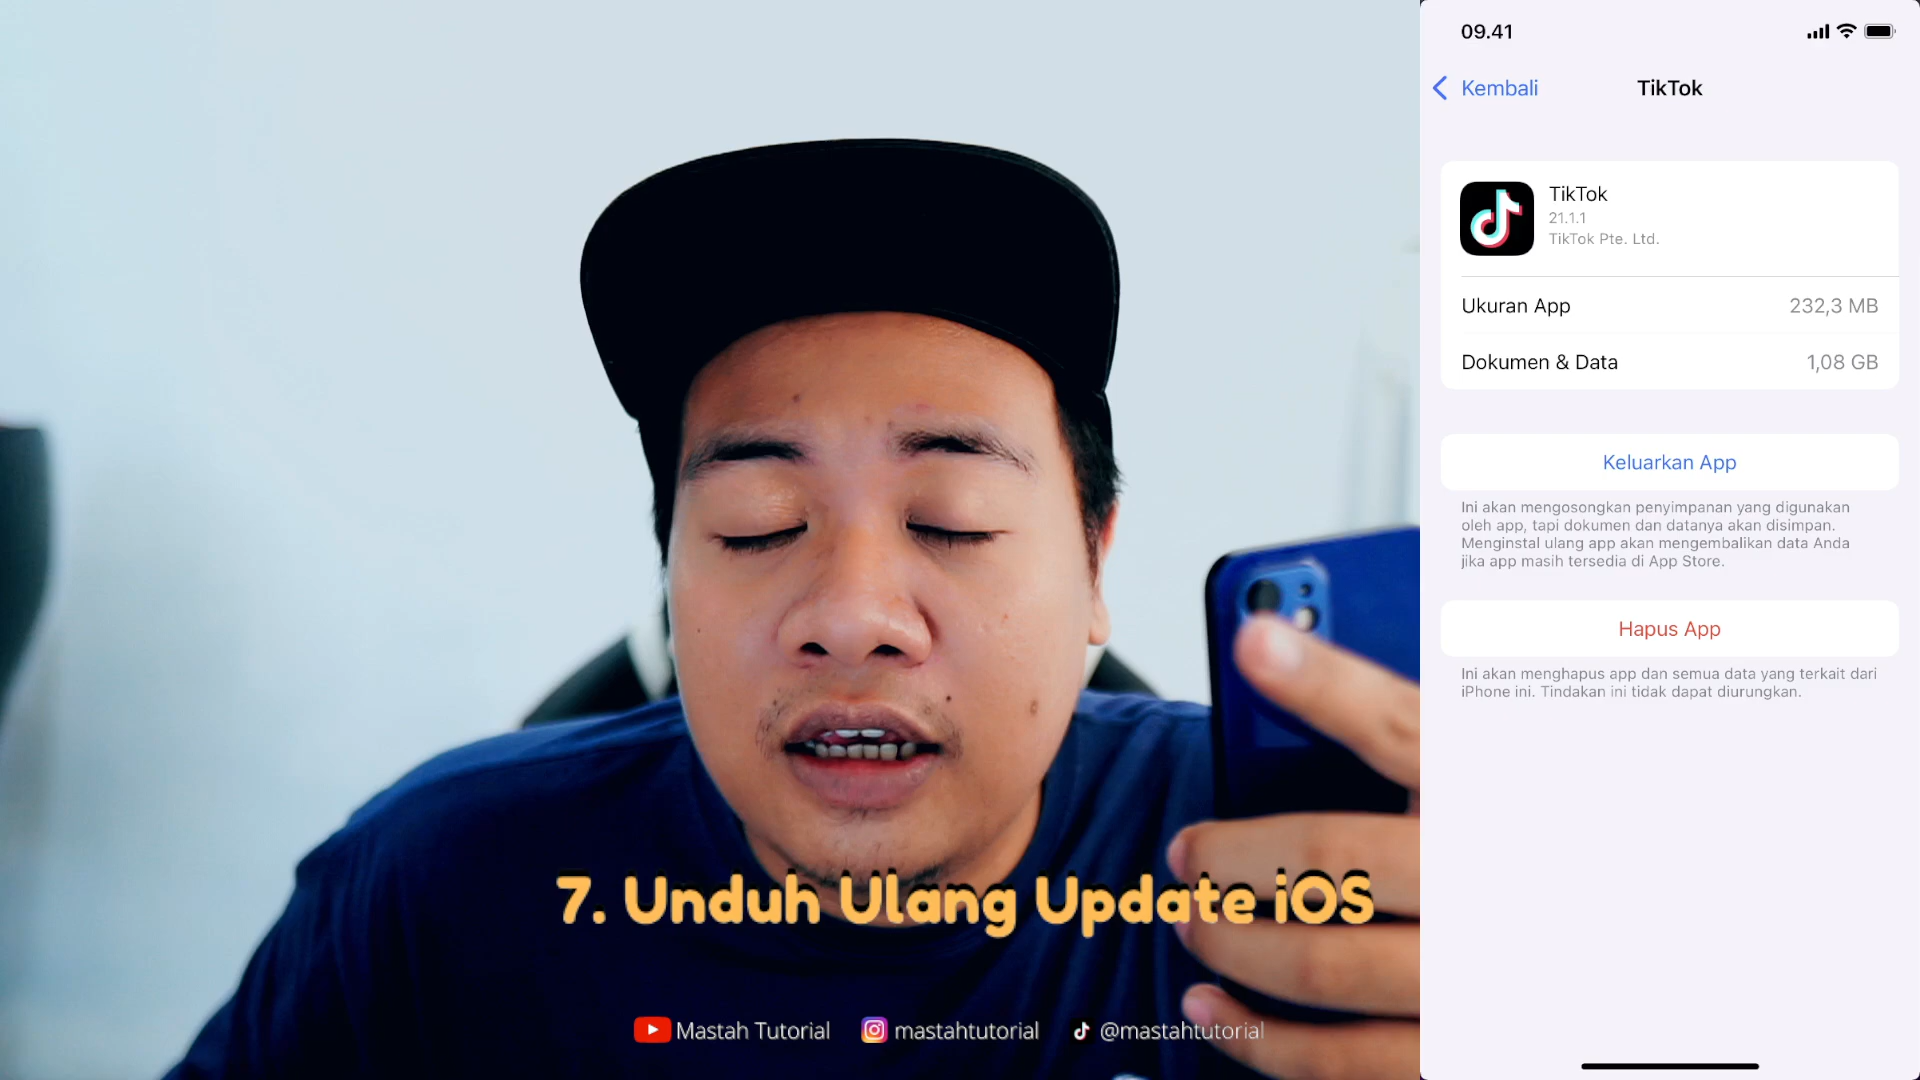 7. Unduh Ulang Update iOS
Mastah Tutorial mastahtutorial @mastahtutorial
09.41
Kembali TikTok
TikTok
21.1.1
TikTok Pte. Ltd.
Ukuran App 232,3 MB
Dokumen & Data 1,08 GB
Keluarkan App
Ini akan mengosongkan penyimpanan yang digunakan
oleh app, tapi dokumen dan datanya akan disimpan.
Menginstal ulang app akan mengembalikan data Anda
jika app masih tersedia di App Store.
Hapus App
Ini akan menghapus app dan semua data yang terkait dari
iPhone ini. Tindakan ini tidak dapat diurungkan.